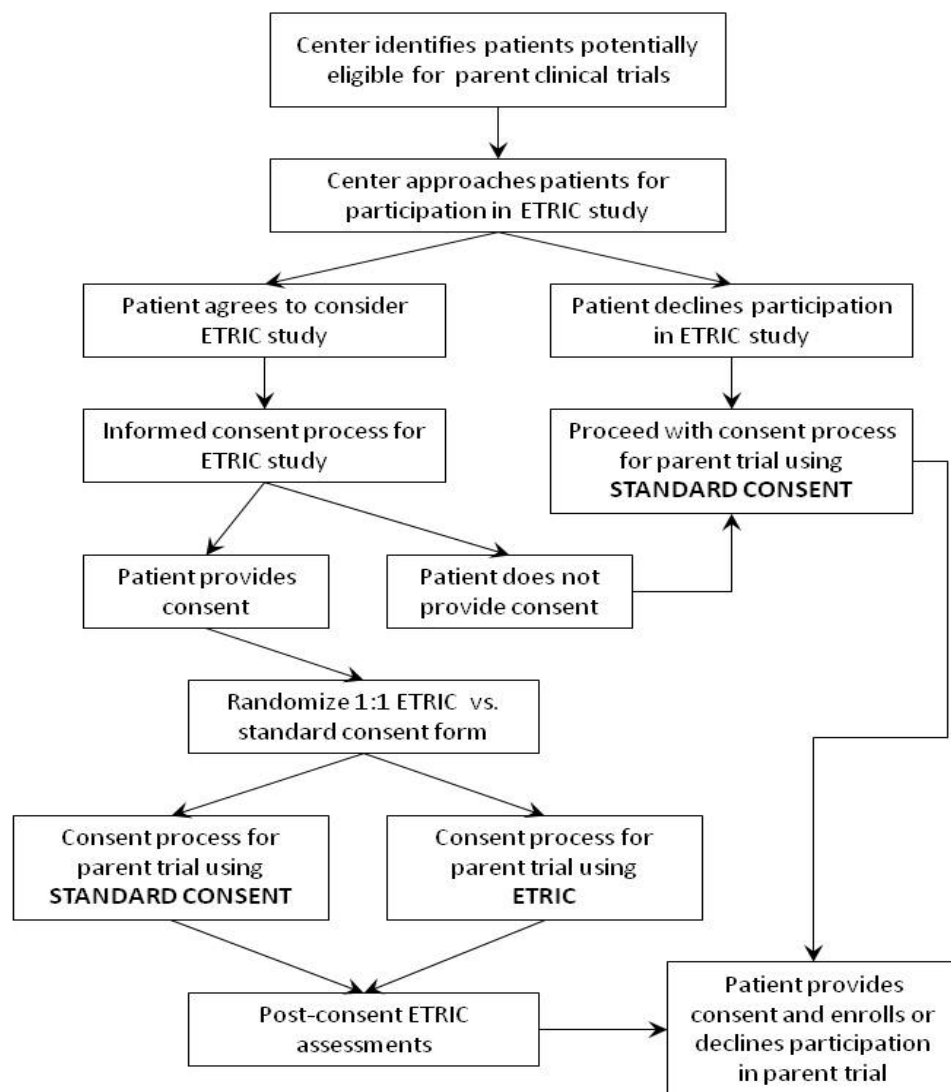 Center identifies patients potentially
eligible for parent clinical trials
Center approaches patients for
participation in ETRIC study
Patient agrees to consider
ETRIC study
Patient declines participation
in ETRIC study
Informed consent process for
ETRIC study
Proceed with consent process
for parent trial using
STANDARD CONSENT
Patient provides
consent
Patient does not
provide consent
Randomize 1:1 ETRIC vs.
standard consent form
Consent process for
parent trial using
STANDARD CONSENT
Consent process for
parent trial using
ETRIC
Post-consent ETRIC
assessments
Patient provides
consent and enrolls or
declines participation
in parent trial